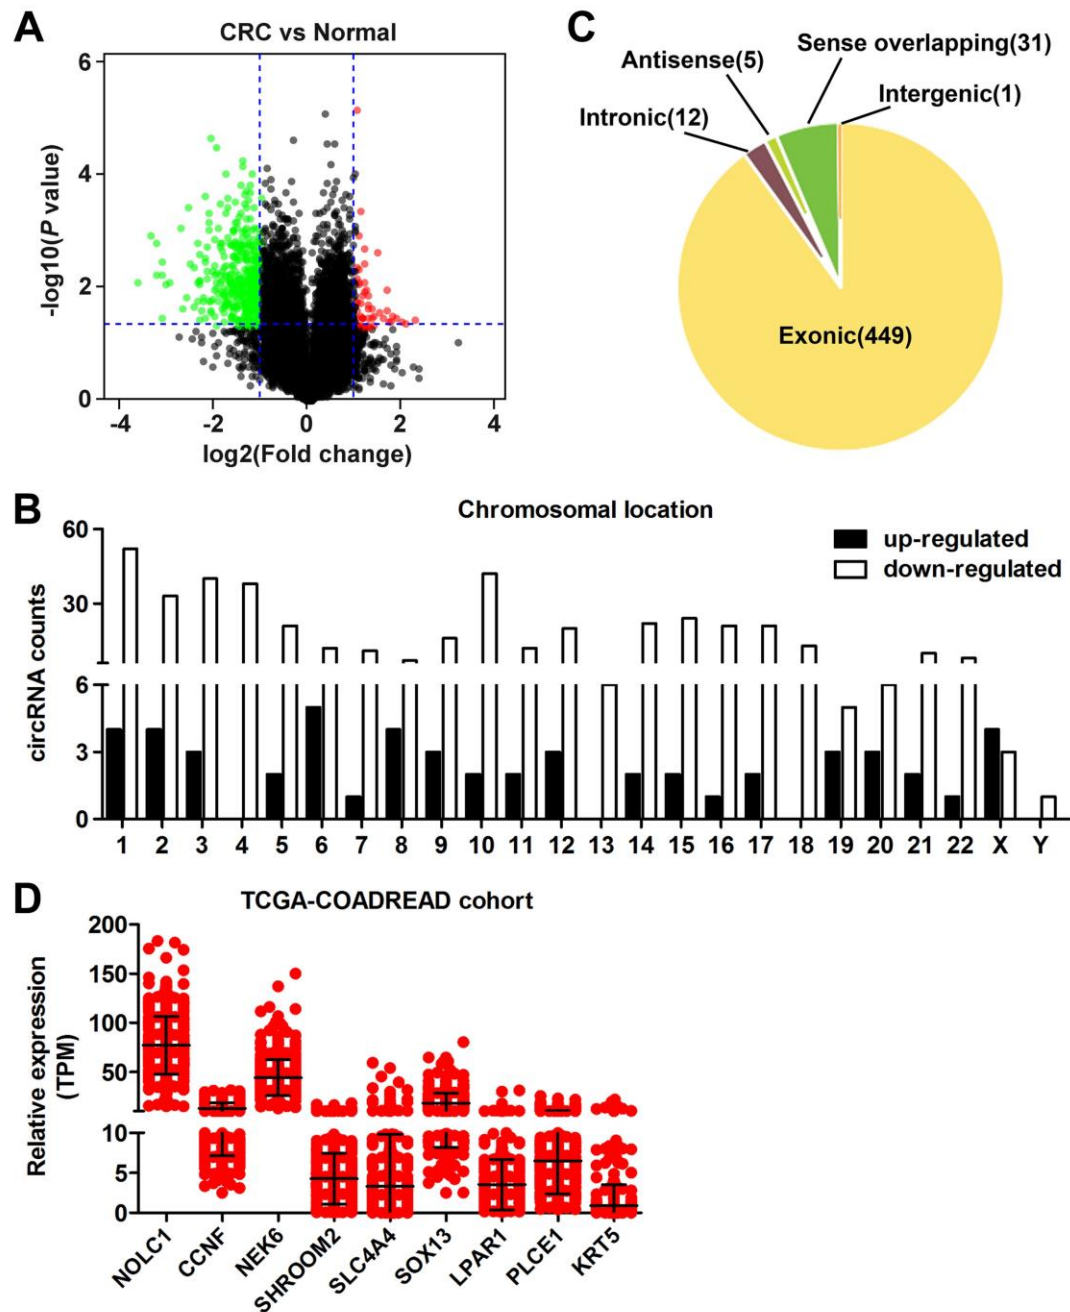 A
CRC vs Normal
-log10(P value)
6
4
2
0
-4 -2 0 2 4
log2(Fold change)
C
Sense overlapping(31)
Antisense(5)
Intergenic(1)
Intronic(12)
Exonic(449)
B
Chromosomal location
up-regulated
down-regulated
circRNA counts
60
30
6
3
0
1 2 3 4 5 6 7 8 9 10 11 12 13 14 15 16 17 18 19 20 21 22 X Y
D
TCGA-COADREAD cohort
Relative expression
(TPM)
200
150
100
50
10
5
0
NOLC1
CCNF
NEK6
SHROOM2
SLC4A4
SOX13
LPAR1
PLCE1
KRT5